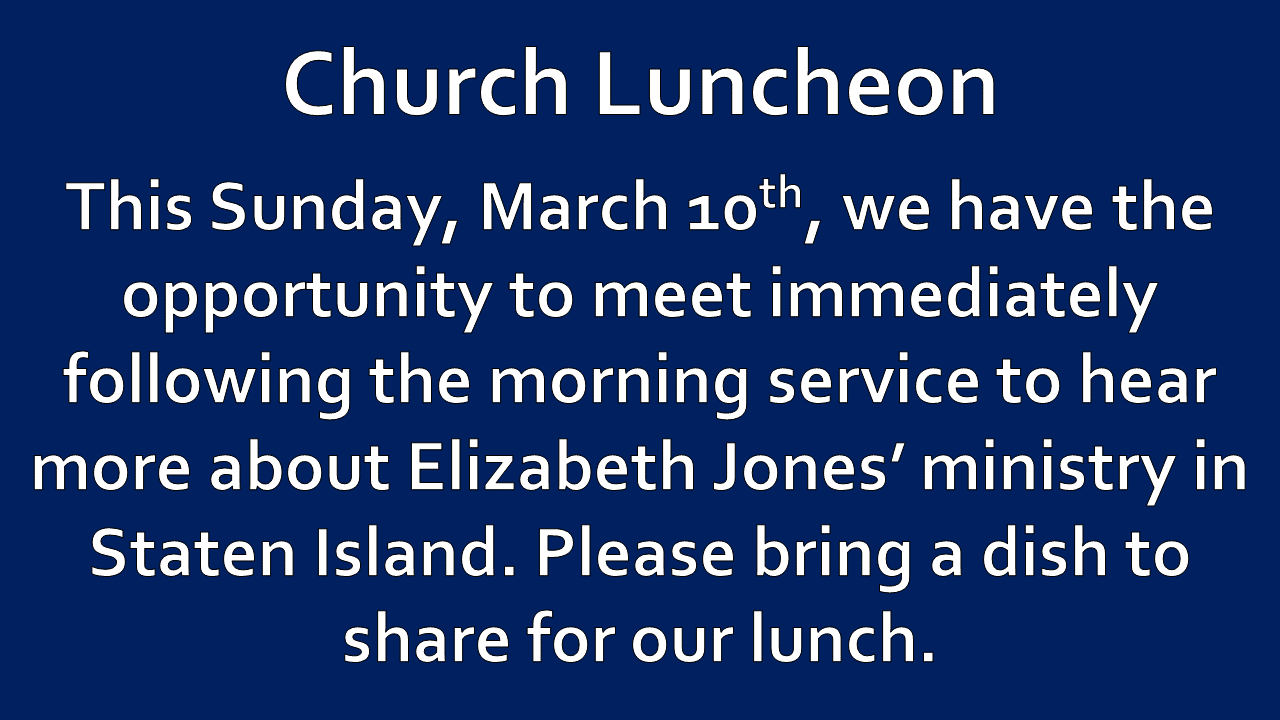 Church Luncheon
This Sunday, March 10th, we have the
opportunity to meet immediately
following the morning service to hear
more about Elizabeth Jones’ ministry in
Staten Island. Please bring a dish to
share for our lunch.